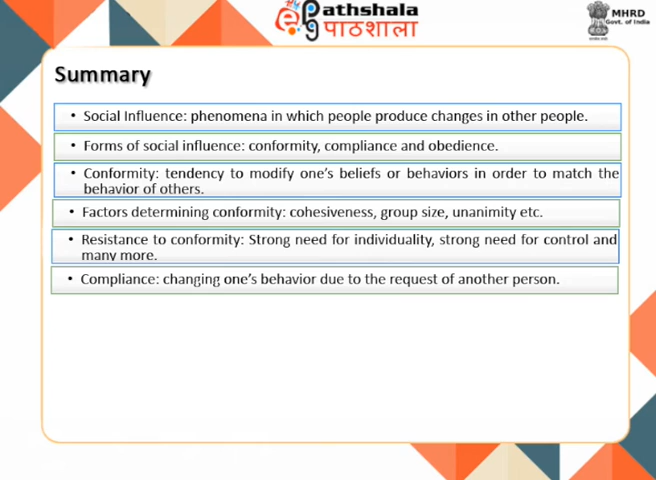 Pathshala
पाठशाला
MHRD
Govt. of India
Summary
• Social Influence: phenomena in which people produce changes in other people.
• Forms of social influence: conformity, compliance and obedience.
• Conformity: tendency to modify one's beliefs or behaviors in order to match the
behavior of others.
• Factors determining conformity: cohesiveness, group size, unanimity etc.
• Resistance to conformity: Strong need for individuality, strong need for control and
many more.
• Compliance: changing one's behavior due to the request of another person.